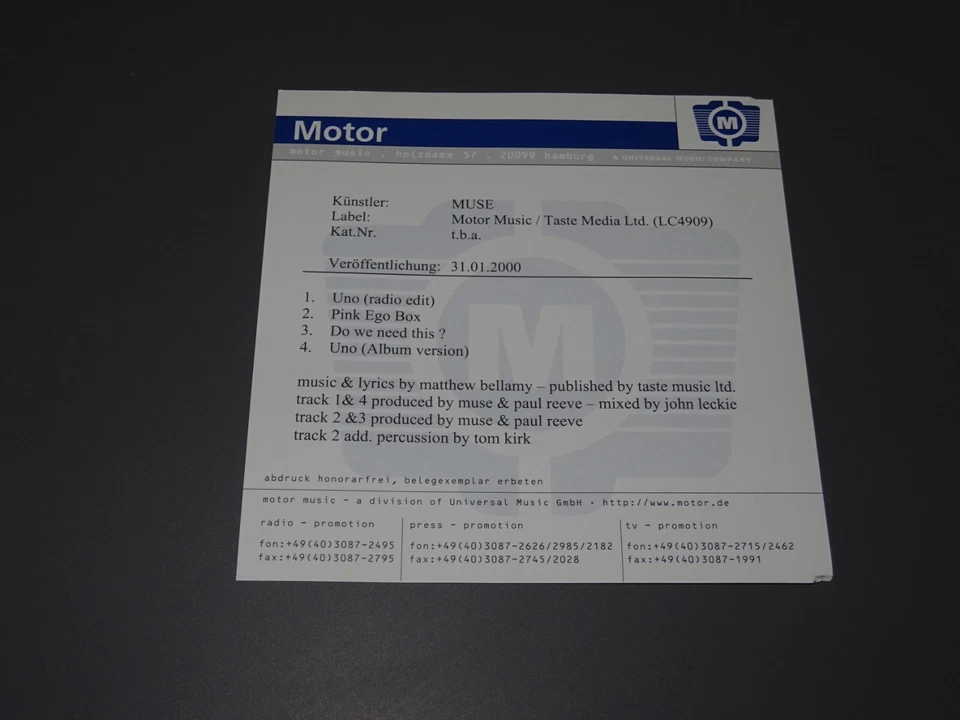 Motor
M
motor music . holzdamm 57 . 20099 hamburg
A UNIVERSAL MUSIC COMPANY
Künstler: MUSE
Label: Motor Music / Taste Media Ltd. (LC4909)
Kat.Nr. t.b.a.
Veröffentlichung: 31.01.2000
M
1. Uno (radio edit)
2. Pink Ego Box
3. Do we need this ?
4. Uno (Album version)
music & lyrics by matthew bellamy – published by taste music ltd.
track 1& 4 produced by muse & paul reeve – mixed by john leckie
track 2 &3 produced by muse & paul reeve
track 2 add. percussion by tom kirk
abdruck honorarfrei, belegexemplar erbeten
motor music - a division of Universal Music GmbH · http://www.motor.de
radio - promotion
fon:+49(40)3087-2495
fax:+49(40)3087-2795
press - promotion
fon:+49(40)3087-2626/2985/2182
fax:+49(40)3087-2745/2028
tv - promotion
fon:+49(40)3087-2715/2462
fax:+49(40)3087-1991